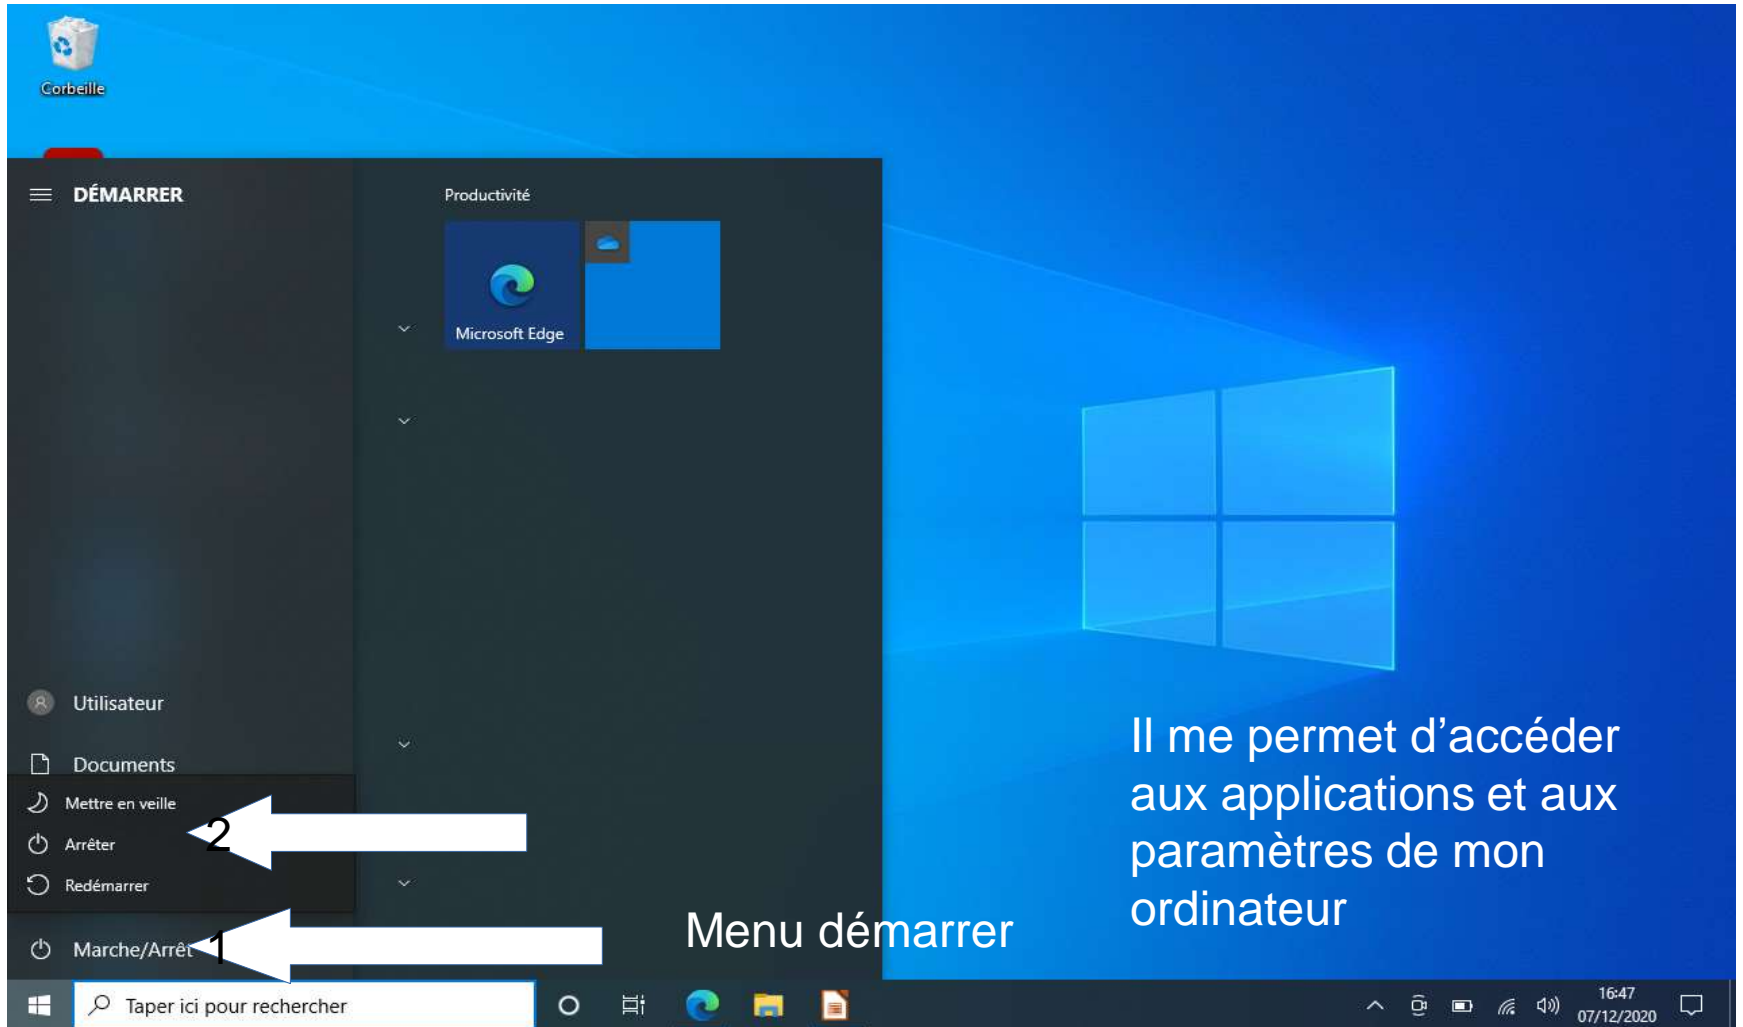 Corbeille
DÉMARRER
Productivité
Microsoft Edge
Utilisateur
Documents
Mettre en veille
2
Arrêter
Redémarrer
Marche/Arrêt
1
Menu démarrer
Il me permet d’accéder
aux applications et aux
paramètres de mon
ordinateur
Taper ici pour rechercher
16:47
07/12/2020